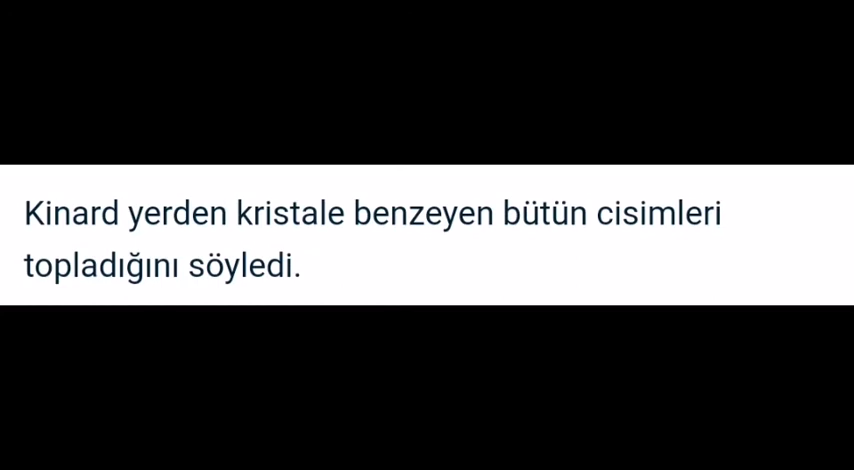 Kinard yerden kristale benzeyen bütün cisimleri
topladığını söyledi.